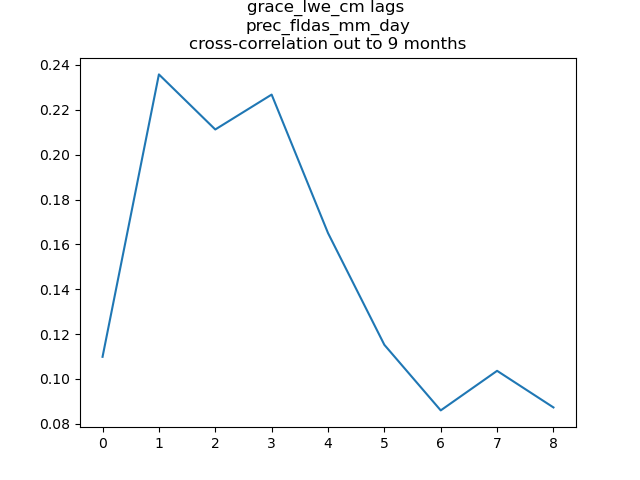 grace_lwe_cm lags
prec_fldas_mm_day
cross-correlation out to 9 months
0.24
0.22
0.20
0.18
0.16
0.14
0.12
0.10
0.08
0 1 2 3 4 5 6 7 8